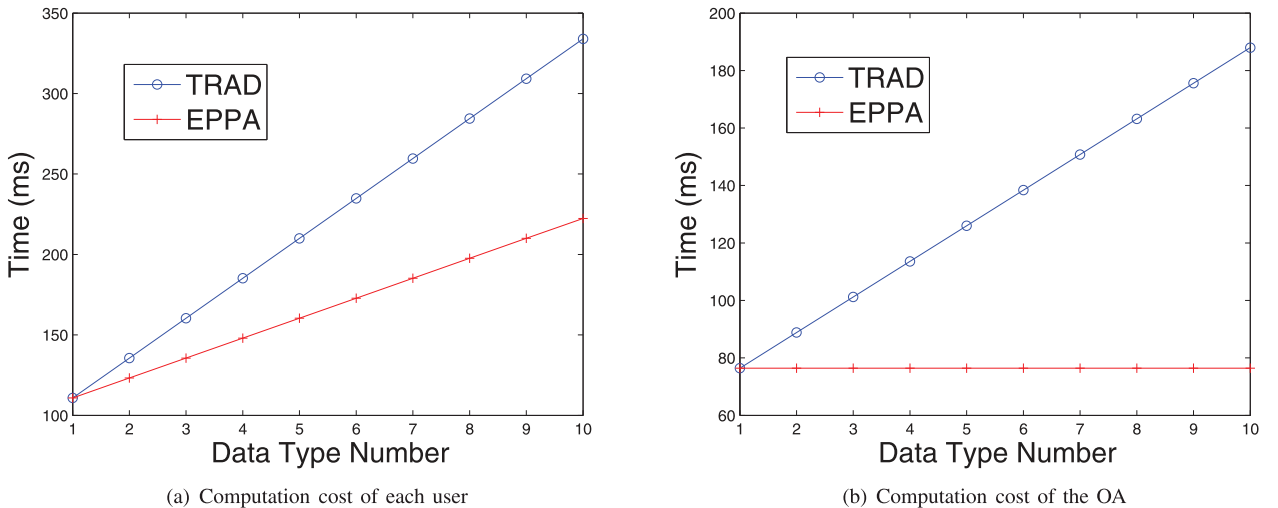 350
300
250
200
150
100
Time (ms)
TRAD
EPPA
1 2 3 4 5 6 7 8 9 10
Data Type Number
(a) Computation cost of each user
200
180
160
140
120
100
80
60
Time (ms)
TRAD
EPPA
1 2 3 4 5 6 7 8 9 10
Data Type Number
(b) Computation cost of the OA